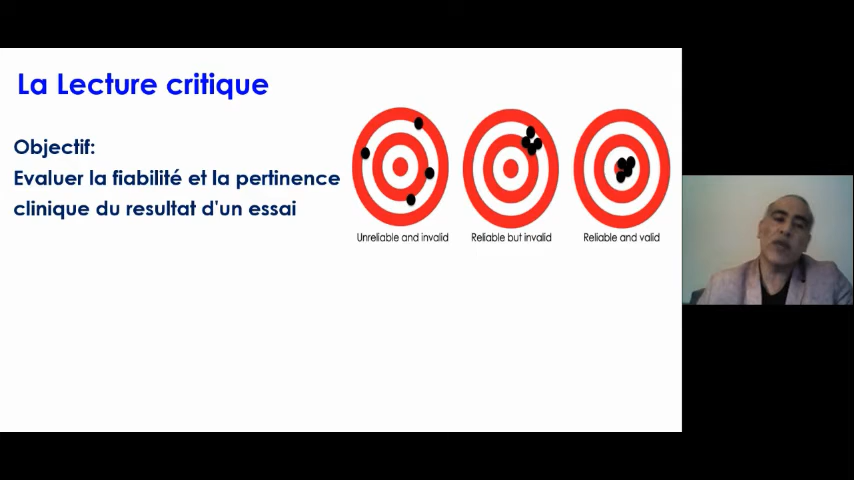 La Lecture critique
Objectif:
Evaluer la fiabilité et la pertinence
clinique du resultat d'un essai
Unreliable and invalid
Reliable but invalid
Reliable and valid